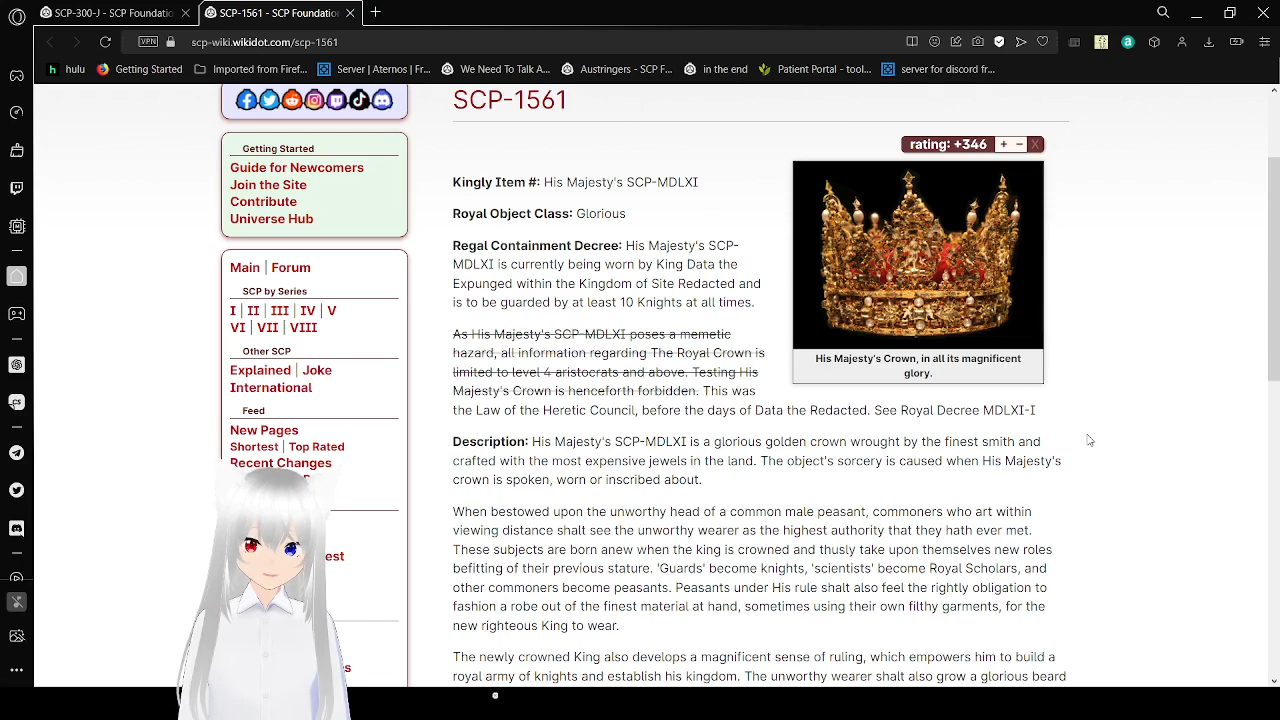 SCP-300-J - SCP Foundatio
SCP-1561 - SCP Foundation
VPN
scp-wiki.wikidot.com/scp-1561
hulu
Getting Started
Imported from Firef...
Server | Aternos | Fr...
We Need To Talk A...
Austringers - SCP F...
in the end
Patient Portal - tool...
server for discord fr...
SCP-1561
rating: +346 + – X
Getting Started
Guide for Newcomers
Join the Site
Contribute
Universe Hub
Main | Forum
SCP by Series
I | II | III | IV | V
VI | VII | VIII
Other SCP
Explained | Joke
International
Feed
New Pages
Shortest | Top Rated
Recent Changes
Kingly Item #: His Majesty's SCP-MDLXI
Royal Object Class: Glorious
Regal Containment Decree: His Majesty's SCP-
MDLXI is currently being worn by King Data the
Expunged within the Kingdom of Site Redacted and
is to be guarded by at least 10 Knights at all times.
As His Majesty's SCP-MDLXI poses a memetic
hazard, all information regarding The Royal Crown is
limited to level 4 aristocrats and above. Testing His
Majesty's Crown is henceforth forbidden. This was
the Law of the Heretic Council, before the days of Data the Redacted. See Royal Decree MDLXI-I
His Majesty's Crown, in all its magnificent
glory.
Description: His Majesty's SCP-MDLXI is a glorious golden crown wrought by the finest smith and
crafted with the most expensive jewels in the land. The object's sorcery is caused when His Majesty's
crown is spoken, worn or inscribed about.
When bestowed upon the unworthy head of a common male peasant, commoners who art within
viewing distance shalt see the unworthy wearer as the highest authority that they hath ever met.
These subjects are born anew when the king is crowned and thusly take upon themselves new roles
befitting of their previous stature. 'Guards' become knights, 'scientists' become Royal Scholars, and
other commoners become peasants. Peasants under His rule shalt also feel the rightly obligation to
fashion a robe out of the finest material at hand, sometimes using their own filthy garments, for the
new righteous King to wear.
The newly crowned King also develops a magnificent sense of ruling, which empowers him to build a
royal army of knights and establish his kingdom. The unworthy wearer shalt also grow a glorious beard